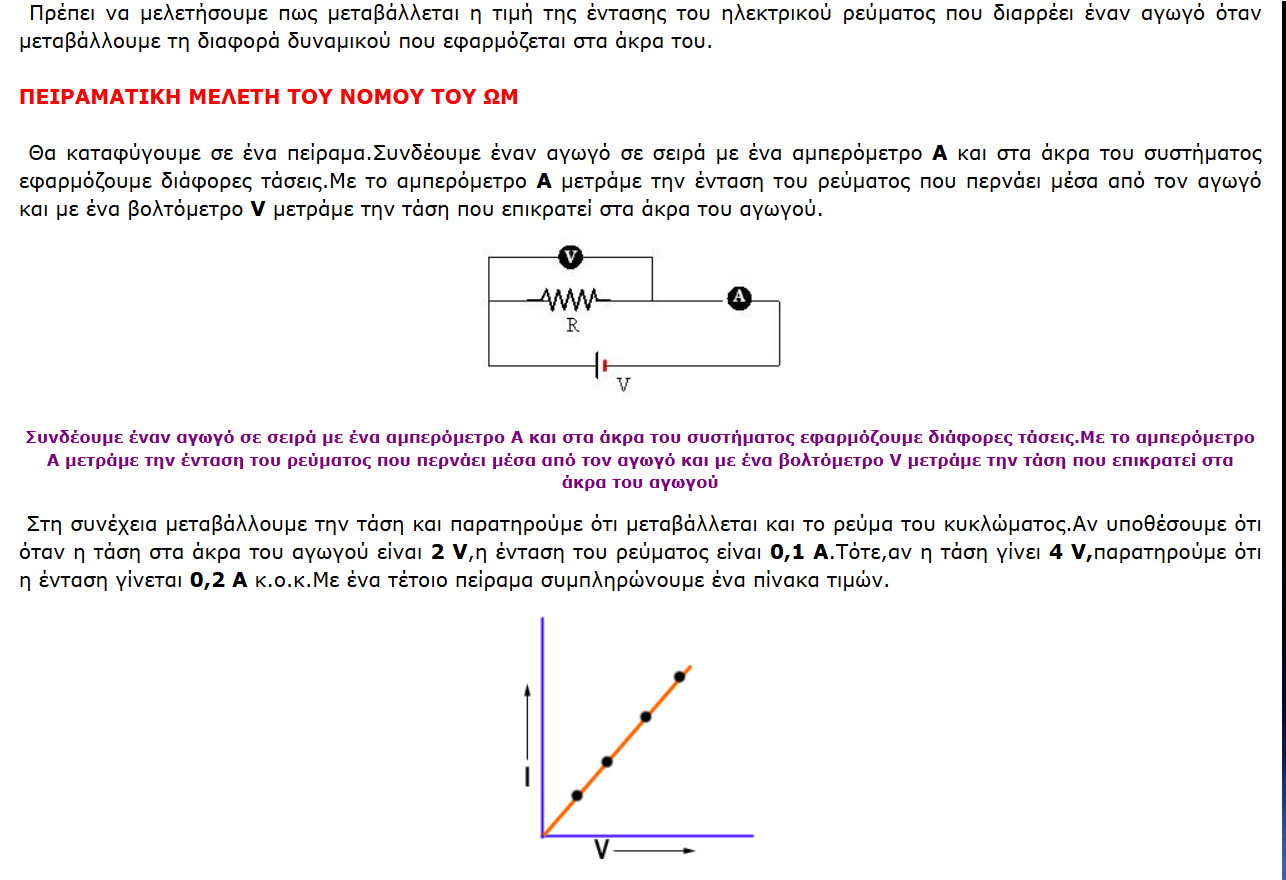 Πρέπει να μελετήσουμε πως μεταβάλλεται η τιμή της έντασης του ηλεκτρικού ρεύματος που διαρρέει έναν αγωγό όταν
μεταβάλλουμε τη διαφορά δυναμικού που εφαρμόζεται στα άκρα του.
ΠΕΙΡΑΜΑΤΙΚΗ ΜΕΛΕΤΗ ΤΟΥ ΝΟΜΟΥ ΤΟΥ ΩΜ
Θα καταφύγουμε σε ένα πείραμα.Συνδέουμε έναν αγωγό σε σειρά με ένα αμπερόμετρο Α και στα άκρα του συστήματος
εφαρμόζουμε διάφορες τάσεις.Με το αμπερόμετρο Α μετράμε την ένταση του ρεύματος που περνάει μέσα από τον αγωγό
και με ένα βολτόμετρο V μετράμε την τάση που επικρατεί στα άκρα του αγωγού.
V
A
R
V
Συνδέουμε έναν αγωγό σε σειρά με ένα αμπερόμετρο Α και στα άκρα του συστήματος εφαρμόζουμε διάφορες τάσεις.Με το αμπερόμετρο
Α μετράμε την ένταση του ρεύματος που περνάει μέσα από τον αγωγό και με ένα βολτόμετρο V μετράμε την τάση που επικρατεί στα
άκρα του αγωγού
Στη συνέχεια μεταβάλλουμε την τάση και παρατηρούμε ότι μεταβάλλεται και το ρεύμα του κυκλώματος.Αν υποθέσουμε ότι
όταν η τάση στα άκρα του αγωγού είναι 2 V,η ένταση του ρεύματος είναι 0,1 Α.Τότε,αν η τάση γίνει 4 V,παρατηρούμε ότι
η ένταση γίνεται 0,2 Α κ.ο.κ.Με ένα τέτοιο πείραμα συμπληρώνουμε ένα πίνακα τιμών.
I
V